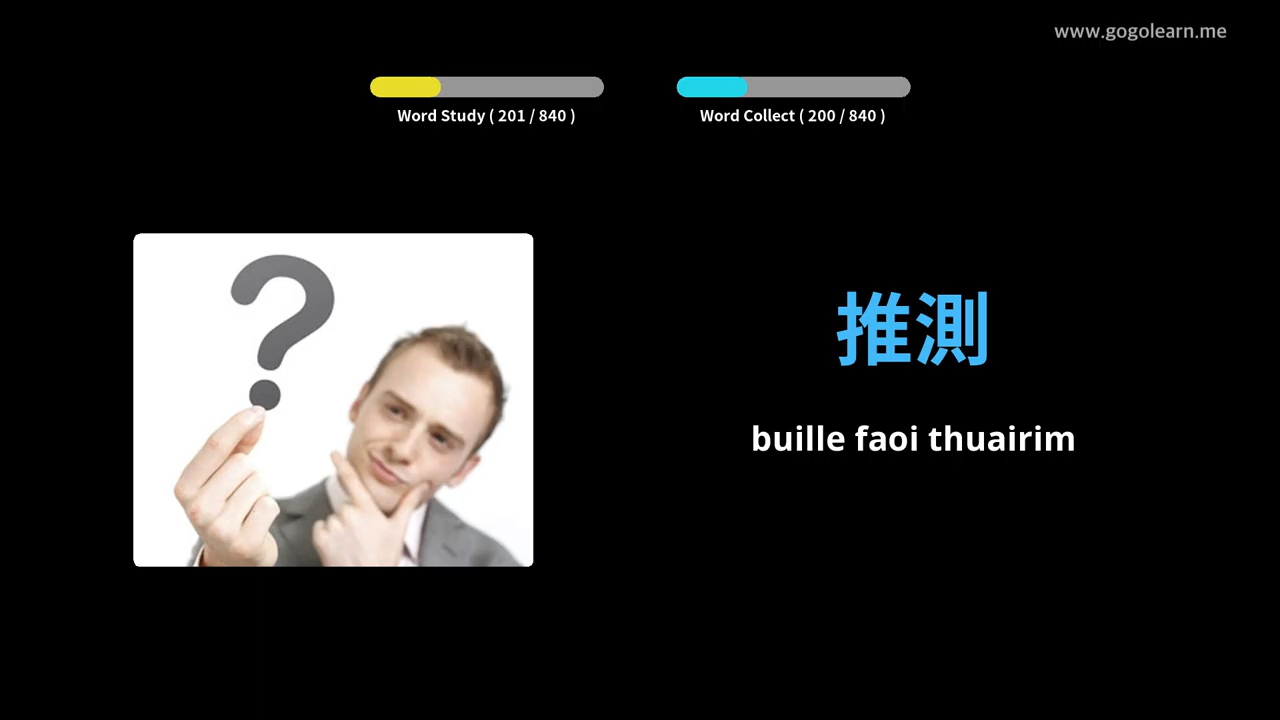 www.gogolearn.me
Word Study ( 201 / 840 )
Word Collect ( 200 / 840 )
?
推測
buille faoi thuairim